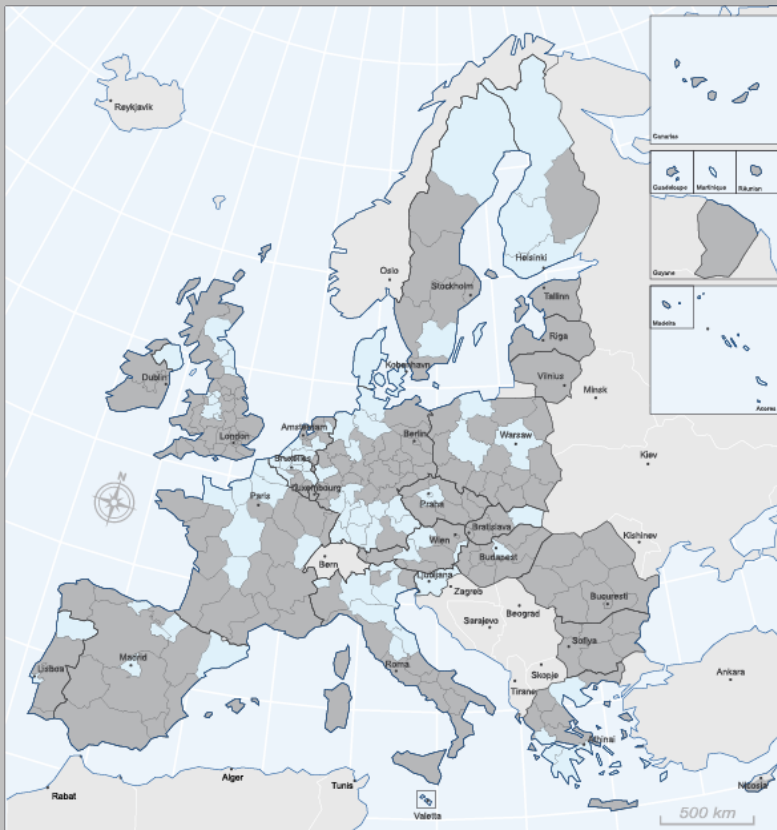 Reykjavik
Canarias
Guadeloupe
Martinique
Réunion
Guyane
Helsinki
Oslo
Tallinn
Stockholm
Madeira
Riga
København
Vilnius
Minsk
Acores
Dublin
Amsterdam
Berlin
Warsaw
London
Bruxelles
Kiev
N
Luxembourg
Paris
Praha
Bratislava
Kishinev
Wien
Budapest
Bern
Ljubljana
Zagreb
Bucuresti
Beograd
Sarajevo
Sofiya
Madrid
Roma
Lisboa
Skopje
Ankara
Tirane
Athinai
Alger
Tunis
Nicosia
Rabat
Valetta
500 km